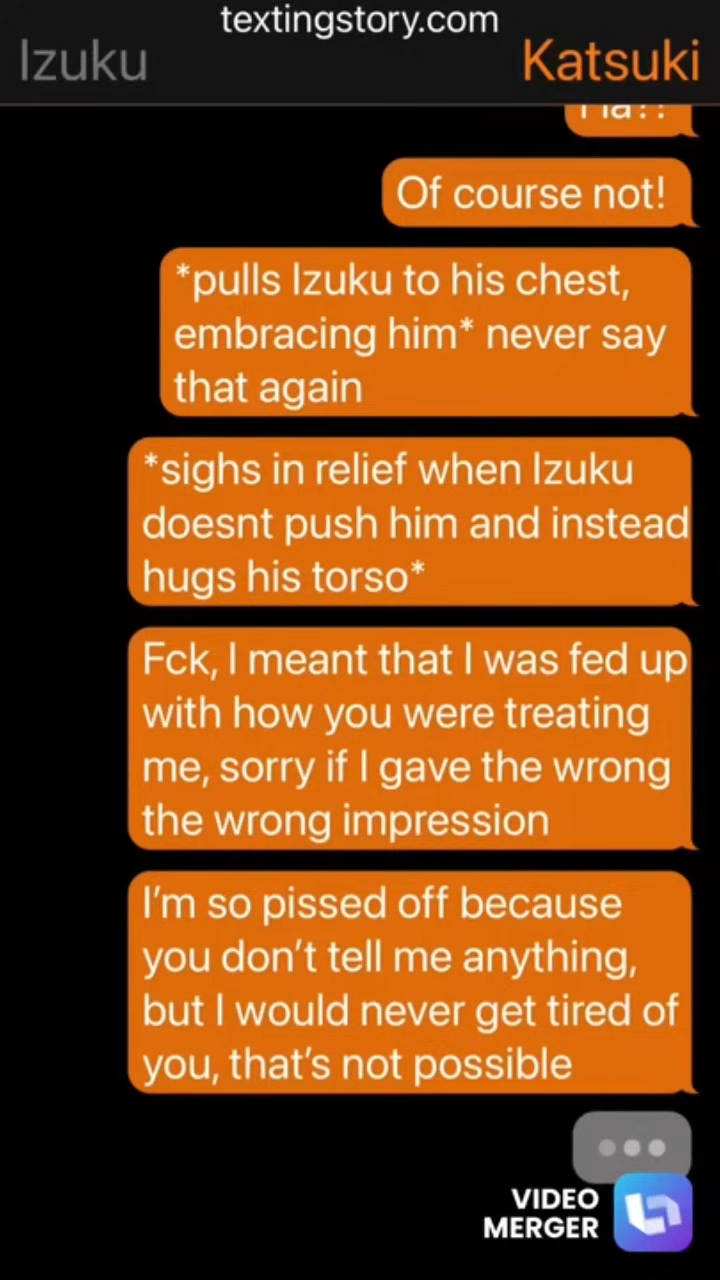 textingstory.com
Izuku
Katsuki
Of course not!
*pulls Izuku to his chest,
embracing him* never say
that again
*sighs in relief when Izuku
doesnt push him and instead
hugs his torso*
Fck, I meant that I was fed up
with how you were treating
me, sorry if I gave the wrong
the wrong impression
I'm so pissed off because
you don't tell me anything,
but I would never get tired of
you, that's not possible
VIDEO
MERGER